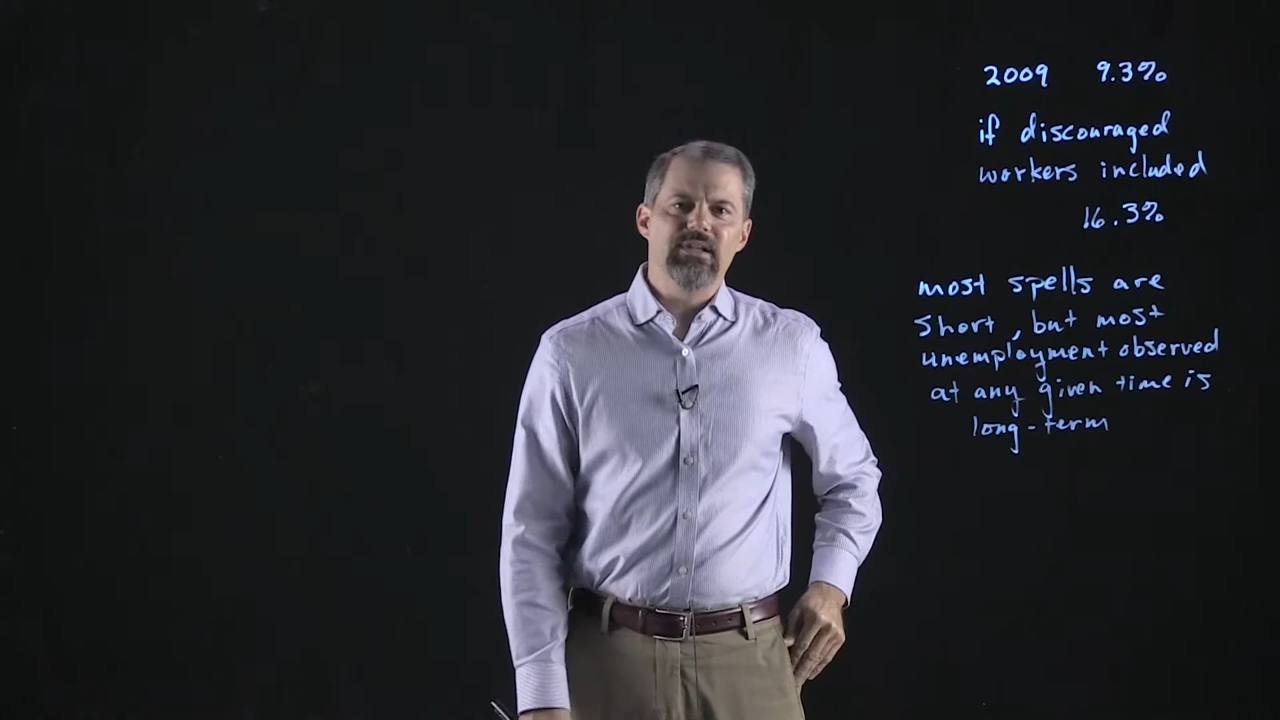 2009 9.3%
if discouraged
workers included
16.3%
most spells are
short, but most
unemployment observed
at any given time is
long-term